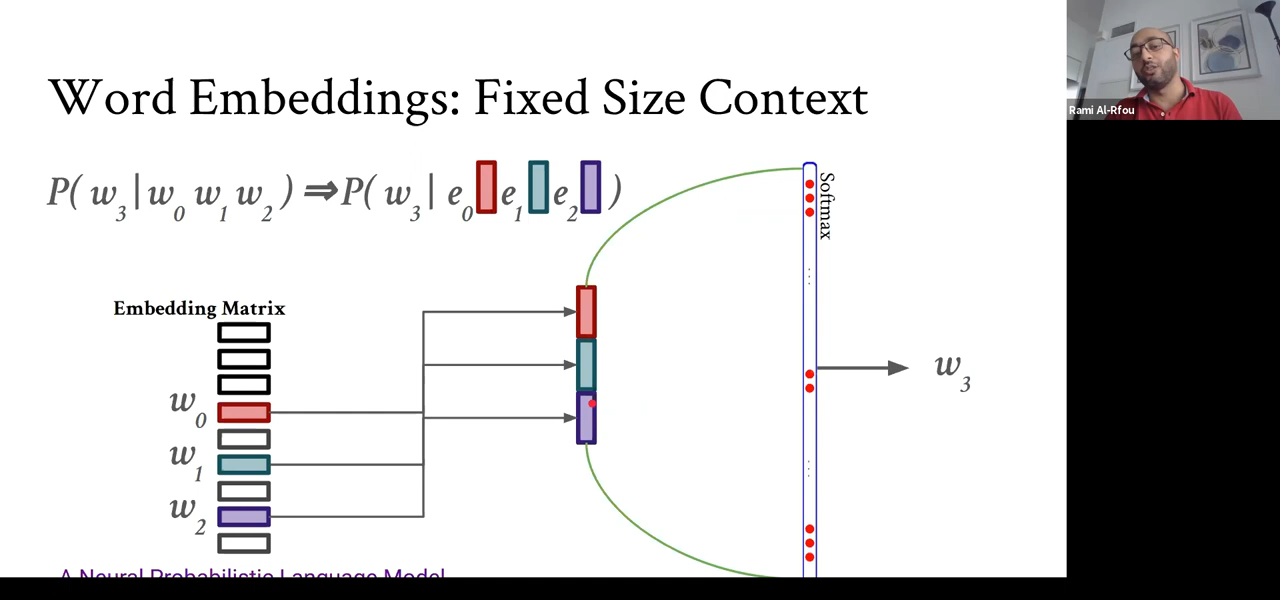 Word Embeddings: Fixed Size Context
P( w₃ | w₀ w₁ w₂ ) ⇒ P( w₃ | e₀ e₁ e₂ )
Softmax
Embedding Matrix
w₀
w₁
w₂
w₃
A Neural Probabilistic Language Model
Rami Al-Rfou